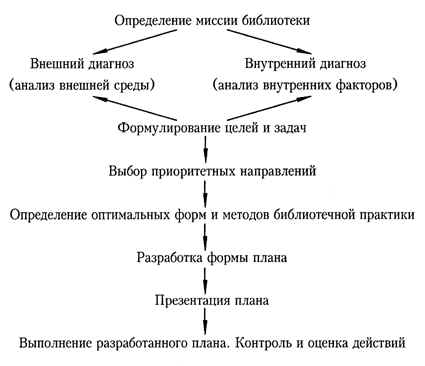 Определение миссии библиотеки
Внешний диагноз
(анализ внешней среды)
Внутренний диагноз
(анализ внутренних факторов)
Формулирование целей и задач
Выбор приоритетных направлений
Определение оптимальных форм и методов библиотечной практики
Разработка формы плана
Презентация плана
Выполнение разработанного плана. Контроль и оценка действий